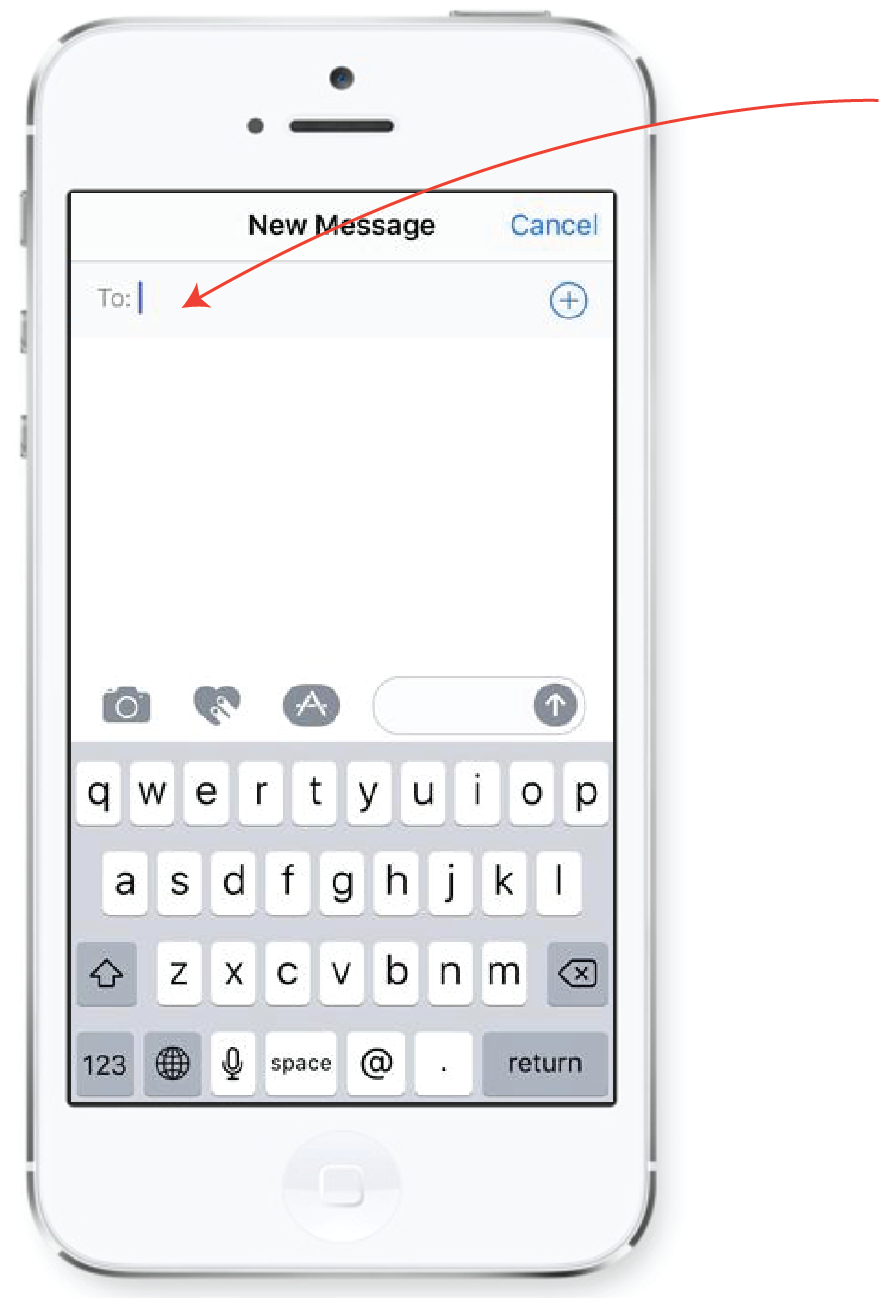 New Message Cancel
To:
q w e r t y u i o p
a s d f g h j k l
z x c v b n m
123 space @ . return